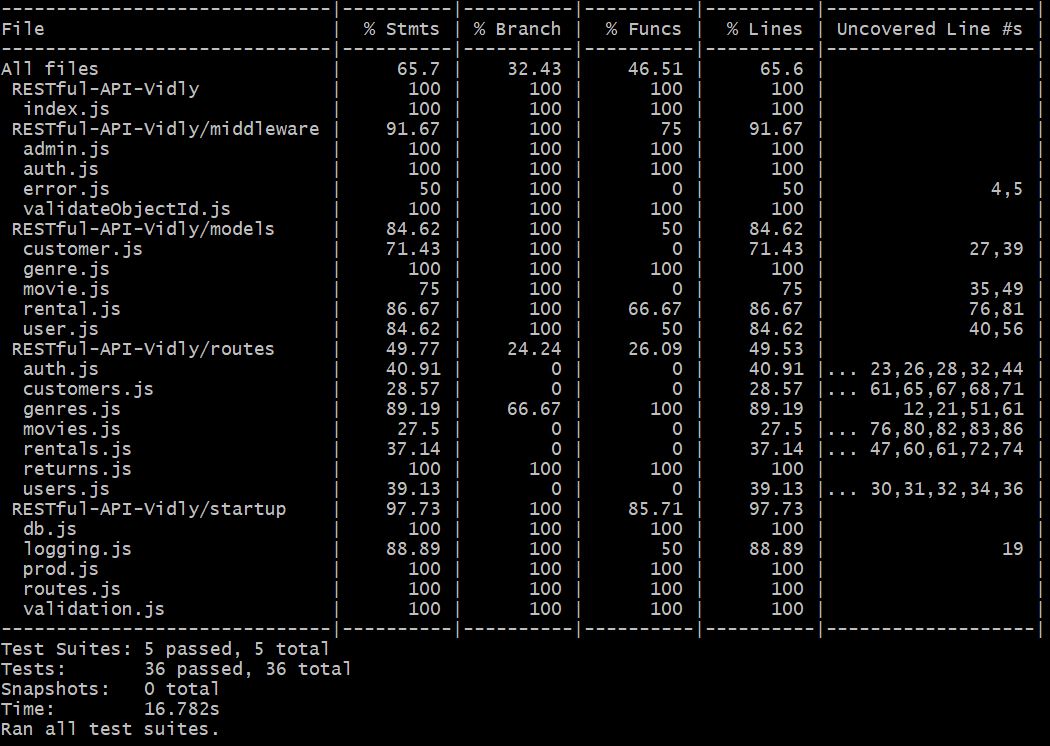 --------------------------------|----------|----------|----------|----------|-------------------|
File                            |  % Stmts | % Branch |  % Funcs |  % Lines | Uncovered Line #s |
--------------------------------|----------|----------|----------|----------|-------------------|
All files                       |     65.7 |    32.43 |    46.51 |     65.6 |                   |
 RESTful-API-Vidly              |      100 |      100 |      100 |      100 |                   |
  index.js                      |      100 |      100 |      100 |      100 |                   |
 RESTful-API-Vidly/middleware   |    91.67 |      100 |       75 |    91.67 |                   |
  admin.js                      |      100 |      100 |      100 |      100 |                   |
  auth.js                       |      100 |      100 |      100 |      100 |                   |
  error.js                      |       50 |      100 |        0 |       50 |               4,5 |
  validateObjectId.js           |      100 |      100 |      100 |      100 |                   |
 RESTful-API-Vidly/models       |    84.62 |      100 |       50 |    84.62 |                   |
  customer.js                   |    71.43 |      100 |        0 |    71.43 |             27,39 |
  genre.js                      |      100 |      100 |      100 |      100 |                   |
  movie.js                      |       75 |      100 |        0 |       75 |             35,49 |
  rental.js                     |    86.67 |      100 |    66.67 |    86.67 |             76,81 |
  user.js                       |    84.62 |      100 |       50 |    84.62 |             40,56 |
 RESTful-API-Vidly/routes       |    49.77 |    24.24 |    26.09 |    49.53 |                   |
  auth.js                       |    40.91 |        0 |        0 |    40.91 |... 23,26,28,32,44 |
  customers.js                  |    28.57 |        0 |        0 |    28.57 |... 61,65,67,68,71 |
  genres.js                     |    89.19 |    66.67 |      100 |    89.19 |       12,21,51,61 |
  movies.js                     |     27.5 |        0 |        0 |     27.5 |... 76,80,82,83,86 |
  rentals.js                    |    37.14 |        0 |        0 |    37.14 |... 47,60,61,72,74 |
  returns.js                    |      100 |      100 |      100 |      100 |                   |
  users.js                      |    39.13 |        0 |        0 |    39.13 |... 30,31,32,34,36 |
 RESTful-API-Vidly/startup      |    97.73 |      100 |    85.71 |    97.73 |                   |
  db.js                         |      100 |      100 |      100 |      100 |                   |
  logging.js                    |    88.89 |      100 |       50 |    88.89 |                19 |
  prod.js                       |      100 |      100 |      100 |      100 |                   |
  routes.js                     |      100 |      100 |      100 |      100 |                   |
  validation.js                 |      100 |      100 |      100 |      100 |                   |
--------------------------------|----------|----------|----------|----------|-------------------|
Test Suites: 5 passed, 5 total
Tests:       36 passed, 36 total
Snapshots:   0 total
Time:        16.782s
Ran all test suites.